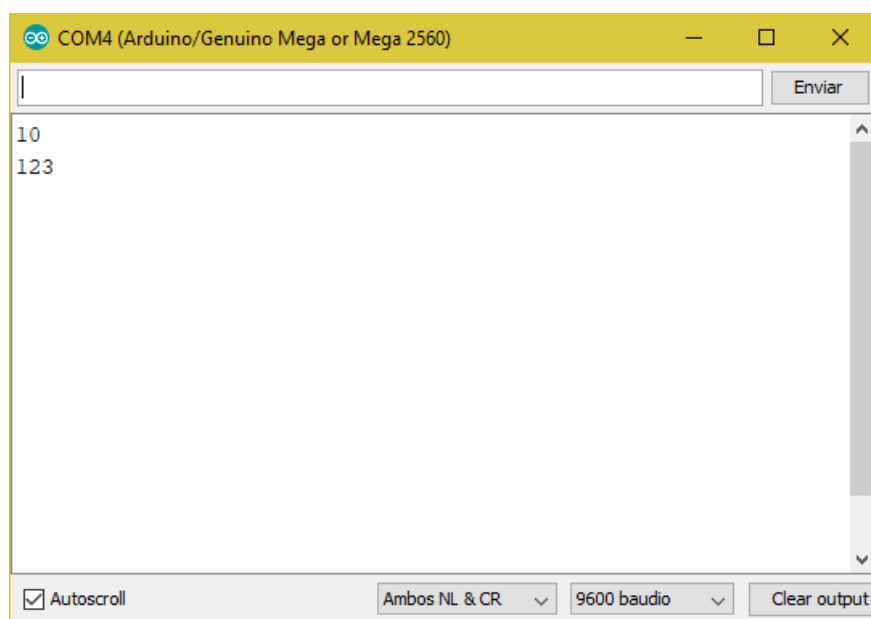 COM4 (Arduino/Genuino Mega or Mega 2560)
Enviar
10
123
Autoscroll
Ambos NL & CR
9600 baudio
Clear output